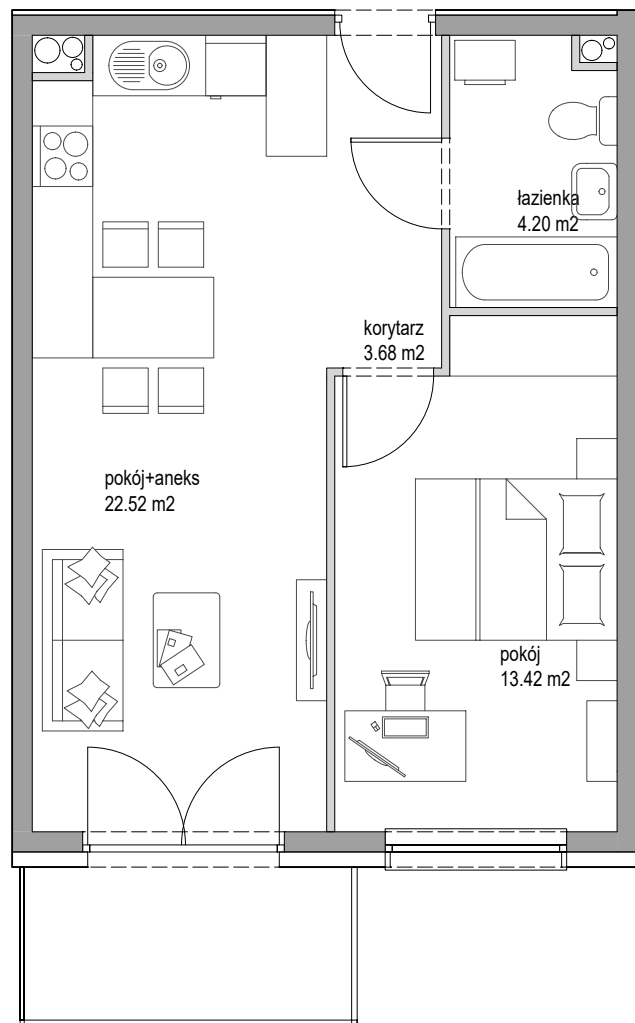 łazienka
4.20 m2
korytarz
3.68 m2
pokój+aneks
22.52 m2
pokój
13.42 m2